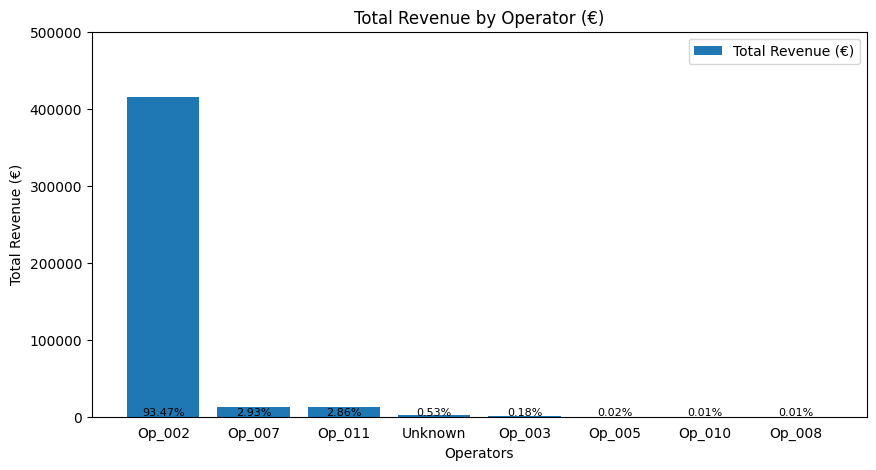 Total Revenue by Operator (€)
Total Revenue (€)
500000
400000
300000
200000
100000
0
Total Revenue (€)
93.47% 2.93% 2.86% 0.53% 0.18% 0.02% 0.01% 0.01%
Op_002 Op_007 Op_011 Unknown Op_003 Op_005 Op_010 Op_008
Operators